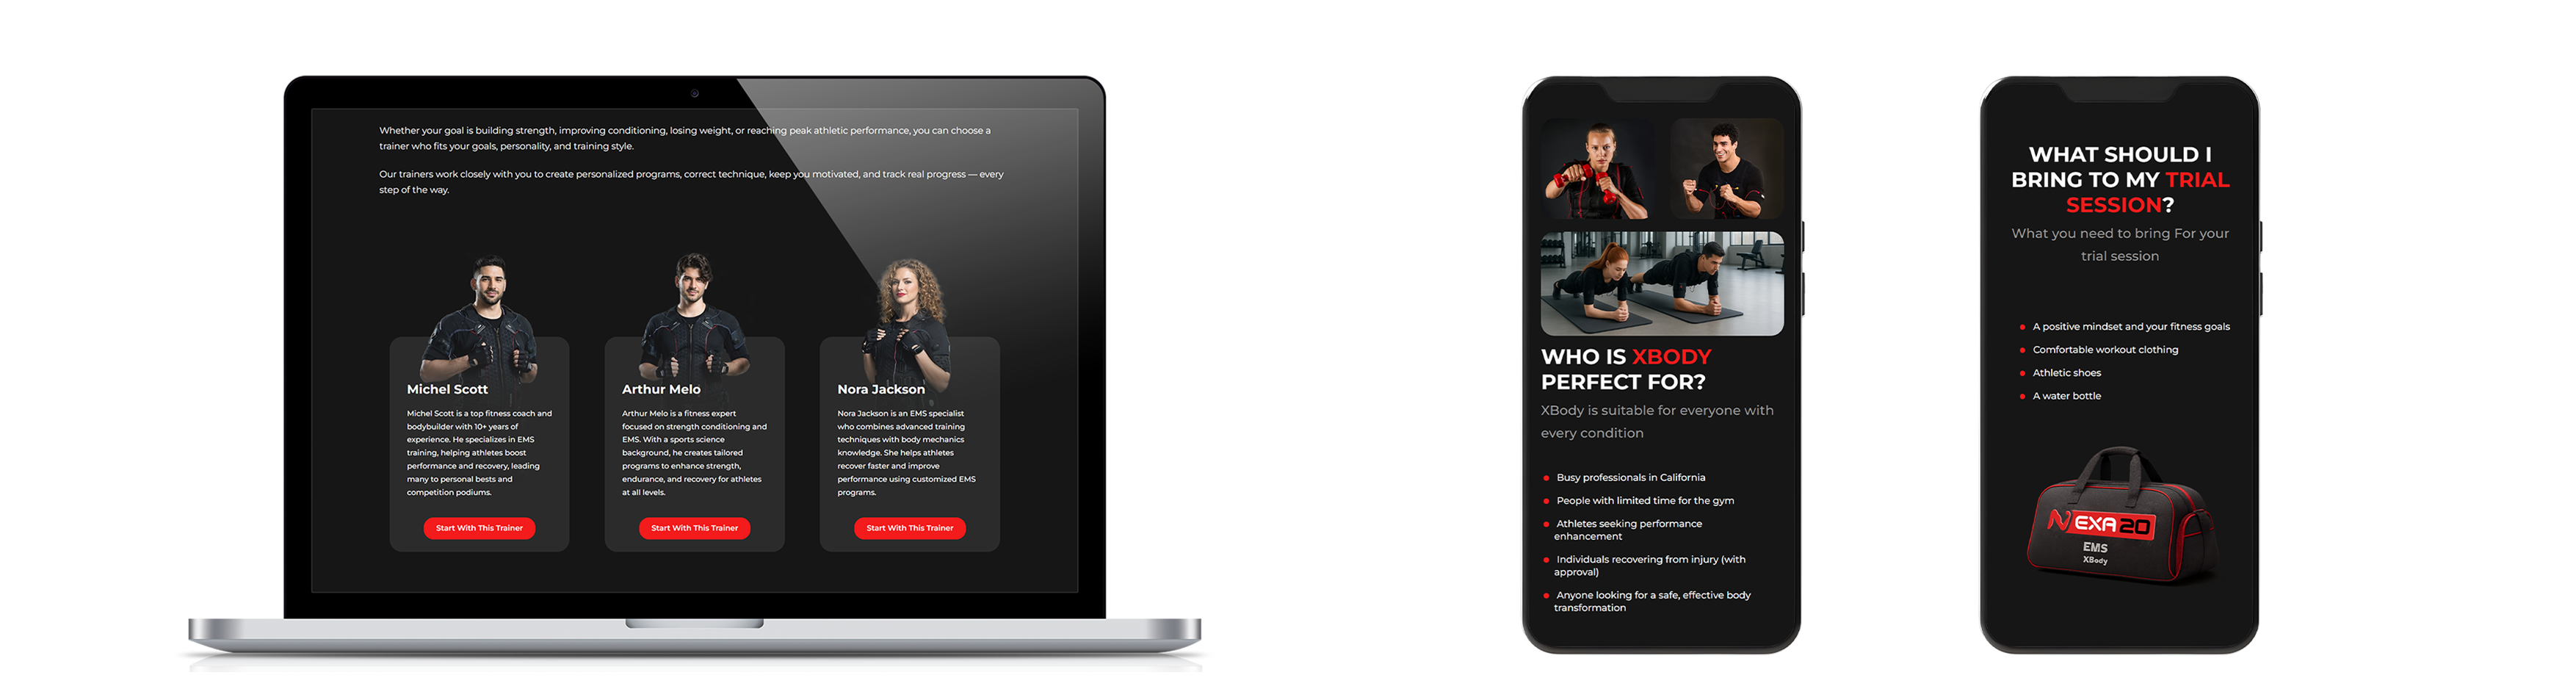 Whether your goal is building strength, improving conditioning, losing weight, or reaching peak athletic performance, you can choose a
trainer who fits your goals, personality, and training style.
Our trainers work closely with you to create personalized programs, correct technique, keep you motivated, and track real progress — every
step of the way.
Michel Scott
Michel Scott is a top fitness coach and
bodybuilder with 10+ years of
experience. He specializes in EMS
training, helping athletes boost
performance and recovery, leading
many to personal bests and
competition podiums.
Start With This Trainer
Arthur Melo
Arthur Melo is a fitness expert
focused on strength conditioning and
EMS. With a sports science
background, he creates tailored
programs to enhance strength,
endurance, and recovery for athletes
at all levels.
Start With This Trainer
Nora Jackson
Nora Jackson is an EMS specialist
who combines advanced training
techniques with body mechanics
knowledge. She helps athletes
recover faster and improve
performance using customized EMS
programs.
Start With This Trainer
WHO IS XBODY
PERFECT FOR?
XBody is suitable for everyone with
every condition
Busy professionals in California
People with limited time for the gym
Athletes seeking performance
enhancement
Individuals recovering from injury (with
approval)
Anyone looking for a safe, effective body
transformation
WHAT SHOULD I
BRING TO MY TRIAL
SESSION?
What you need to bring For your
trial session
A positive mindset and your fitness goals
Comfortable workout clothing
Athletic shoes
A water bottle
NEXA20
EMS
XBody